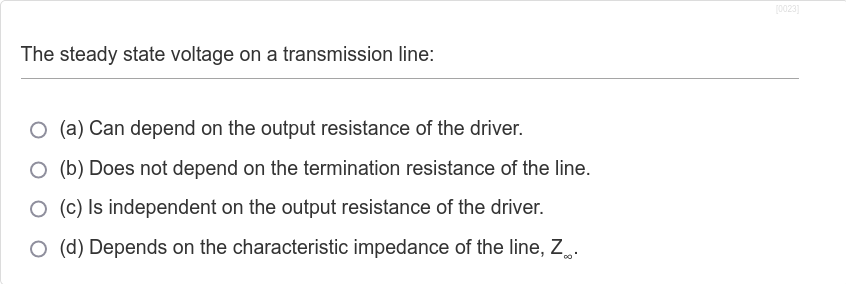 [0023]
The steady state voltage on a transmission line:
(a) Can depend on the output resistance of the driver.
(b) Does not depend on the termination resistance of the line.
(c) Is independent on the output resistance of the driver.
(d) Depends on the characteristic impedance of the line, Z∞.